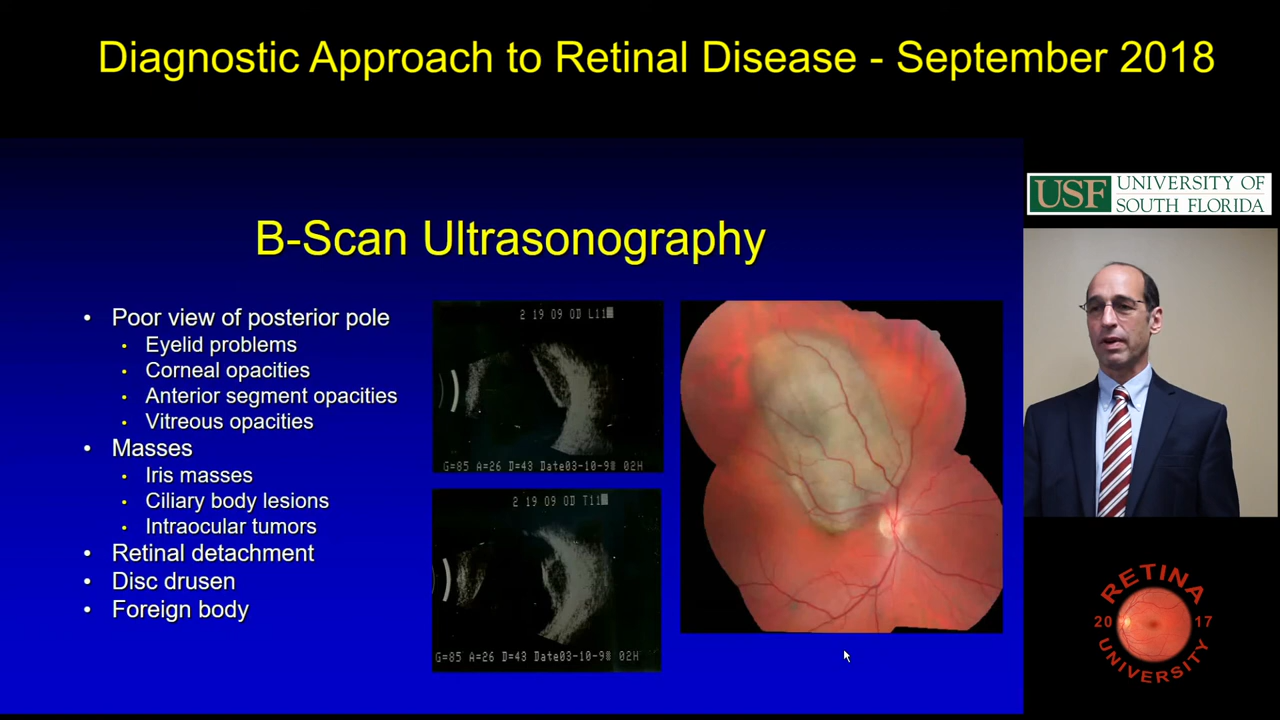 Diagnostic Approach to Retinal Disease - September 2018
USF UNIVERSITY OF
SOUTH FLORIDA
B-Scan Ultrasonography
• Poor view of posterior pole
• Eyelid problems
• Corneal opacities
• Anterior segment opacities
• Vitreous opacities
• Masses
• Iris masses
• Ciliary body lesions
• Intraocular tumors
• Retinal detachment
• Disc drusen
• Foreign body
2 19 09 OD L11
G=85 A=26 D=43 Date03-10-9# 02H
2 19 09 OD T11
G=85 A=26 D=43 Date03-10-9# 02H
RETINA
20 17
UNIVERSITY